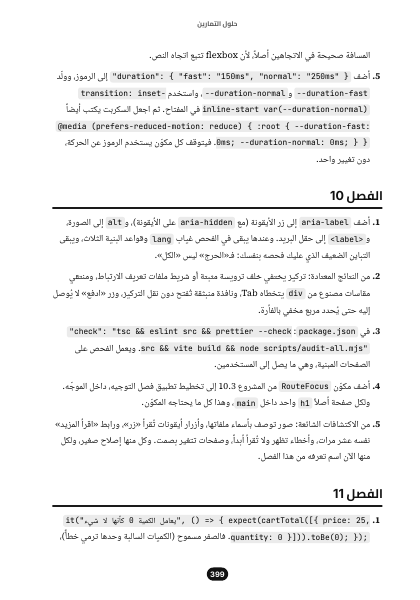 حلول التمارين
المسافة صحيحة في الاتجاهين أصلاً، لأن flexbox تتبع اتجاه النص.
5. أضف "duration": { "fast": "150ms", "normal": "250ms" } إلى الرموز، وولّد
--duration-fast و --duration-normal، واستخدم transition: inset-
inline-start var(--duration-normal) في المفتاح. ثم اجعل السكربت يكتب أيضاً
@media (prefers-reduced-motion: reduce) { :root { --duration-fast:
0ms; --duration-normal: 0ms; } }. فيتوقف كل مكوّن يستخدم الرموز عن الحركة،
دون تغيير واحد.
الفصل 10
1. أضف aria-label إلى زر الأيقونة (مع aria-hidden على الأيقونة)، و alt إلى الصورة،
و <label> إلى حقل البريد. وعندها يبقى في الفحص غياب lang وقواعد البنية الثلاث، ويبقى
التباين الضعيف الذي عليك فحصه بنفسك: فـ«الحرج» ليس «الكل».
2. من النتائج المعتادة: تركيز يختفي خلف ترويسة مثبتة أو شريط ملفات تعريف الارتباط، ومنتقي
مقاسات مصنوع من div يتخطاه Tab، ونافذة منبثقة تُفتح دون نقل التركيز، وزر «ادفع» لا يُوصل
إليه حتى يُحدد مربع مخفي بالفأرة.
3. في package.json: "check": "tsc && eslint src && prettier --check
src && vite build && node scripts/audit-all.mjs". ويعمل الفحص على
الصفحات المبنية، وهي ما يصل إلى المستخدمين.
4. أضف مكوّن RouteFocus من المشروع 10.3 إلى تخطيط تطبيق فصل التوجيه، داخل الموجّه.
ولكل صفحة أصلاً h1 واحد داخل main، وهذا كل ما يحتاجه المكوّن.
5. من الاكتشافات الشائعة: صور توصف بأسماء ملفاتها، وأزرار أيقونات تُقرأ «زر»، وروابط «اقرأ المزيد»
نفسه عشر مرات، وأخطاء تظهر ولا تُقرأ أبداً، وصفحات تتغير بصمت. وكل منها إصلاح صغير، ولكل
منها الآن اسم تعرفه من هذا الفصل.
الفصل 11
1. it("يعامل الكمية 0 كأنها لا شيء", () => { expect(cartTotal([{ price: 25,
quantity: 0 }])).toBe(0); });. فالصفر مسموح (الكميات السالبة وحدها ترمي خطأً)،
399